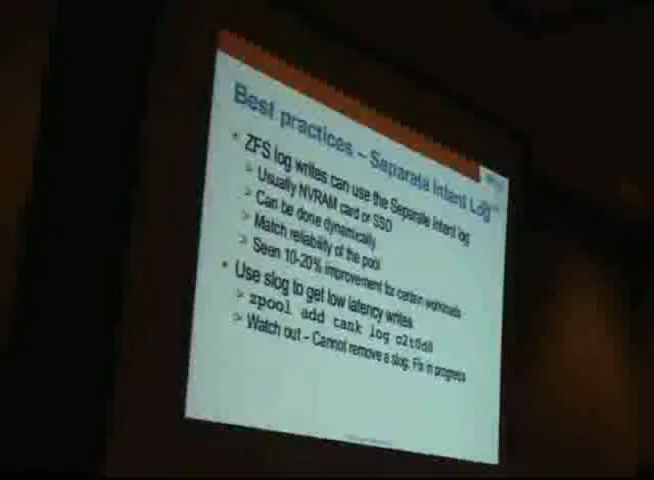 Best practices – Separate Intent Log
• ZFS log writes can use the Separate Intent log
> Usually NVRAM card or SSD
> Can be done dynamically
> Match reliability of the pool
> Seen 10-20% improvement for certain workloads
• Use slog to get low latency writes
> zpool add tank log c2t0d0
> Watch out – Cannot remove a slog. Fix in progress